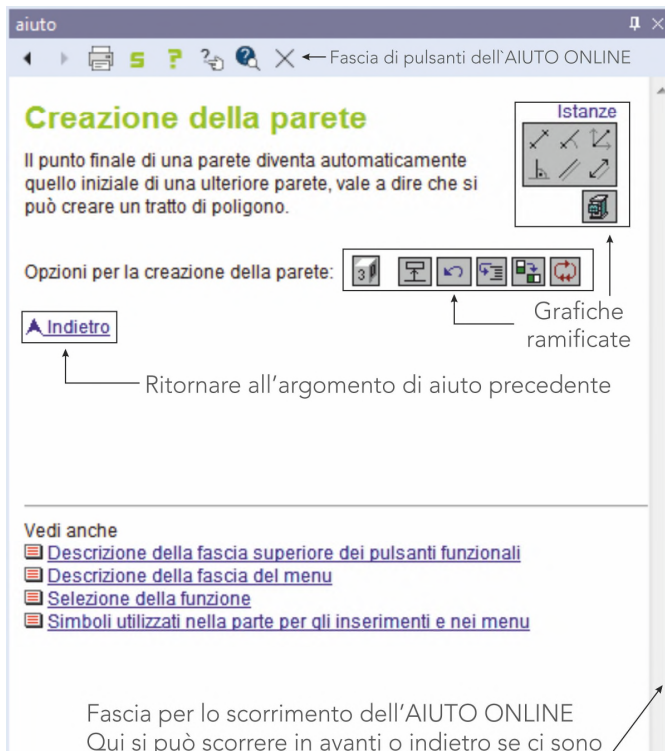 aiuto
Fascia di pulsanti dell`AIUTO ONLINE
Creazione della parete
Istanze
Il punto finale di una parete diventa automaticamente
quello iniziale di una ulteriore parete, vale a dire che si
può creare un tratto di poligono.
Opzioni per la creazione della parete:
3
Grafiche
ramificate
Indietro
Ritornare all'argomento di aiuto precedente
Vedi anche
Descrizione della fascia superiore dei pulsanti funzionali
Descrizione della fascia del menu
Selezione della funzione
Simboli utilizzati nella parte per gli inserimenti e nei menu
Fascia per lo scorrimento dell'AIUTO ONLINE
Qui si può scorrere in avanti o indietro se ci sono